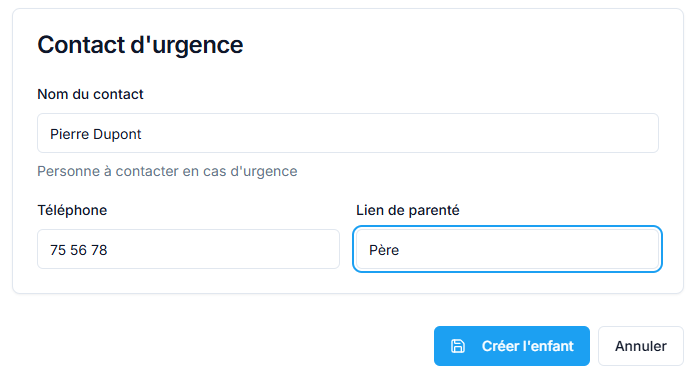 Contact d'urgence
Nom du contact
Pierre Dupont
Personne à contacter en cas d'urgence
Téléphone
Lien de parenté
75 56 78
Père
Créer l'enfant
Annuler